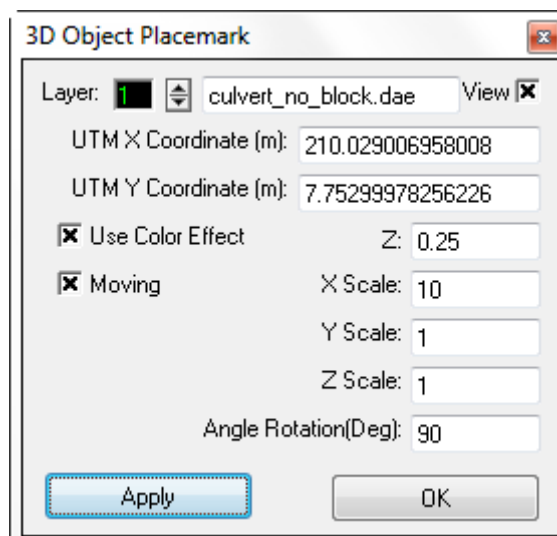 3D Object Placemark
Layer: 1 culvert_no_block.dae View
UTM X Coordinate (m): 210.029006958008
UTM Y Coordinate (m): 7.75299978256226
Use Color Effect Z: 0.25
Moving X Scale: 10
Y Scale: 1
Z Scale: 1
Angle Rotation(Deg): 90
Apply OK